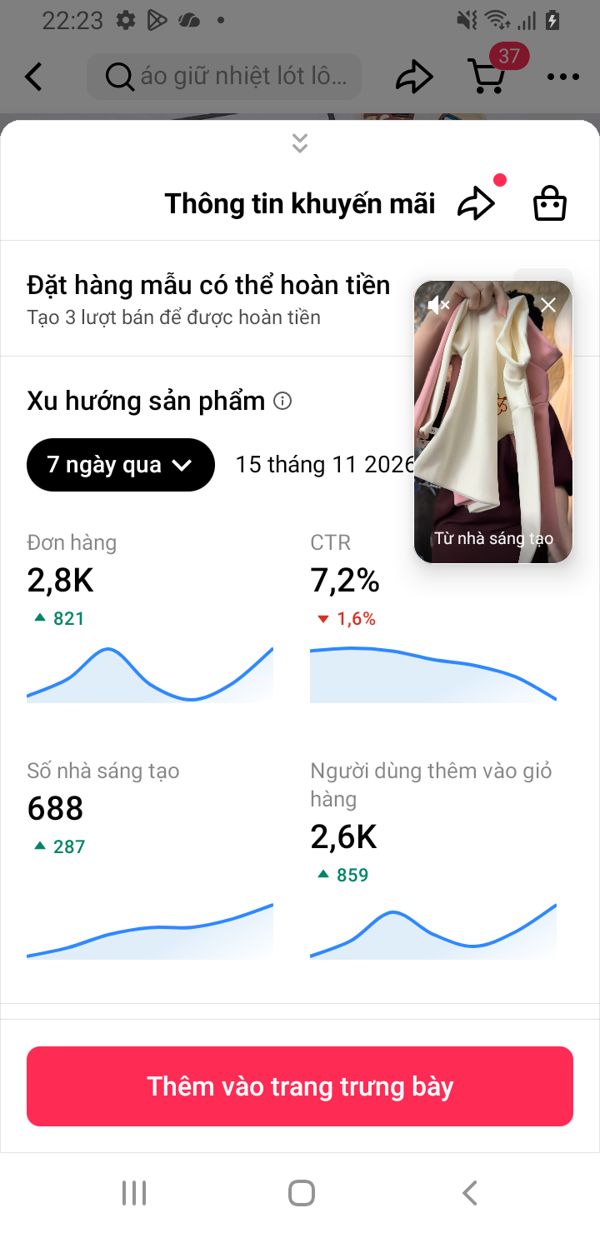 22:23
37
áo giữ nhiệt lót lô...
Thông tin khuyến mãi
Đặt hàng mẫu có thể hoàn tiền
Tạo 3 lượt bán để được hoàn tiền
Xu hướng sản phẩm
7 ngày qua
15 tháng 11 2026
Từ nhà sáng tạo
Đơn hàng
CTR
2,8K
7,2%
821
1,6%
Số nhà sáng tạo
Người dùng thêm vào giỏ
hàng
688
2,6K
287
859
Thêm vào trang trưng bày